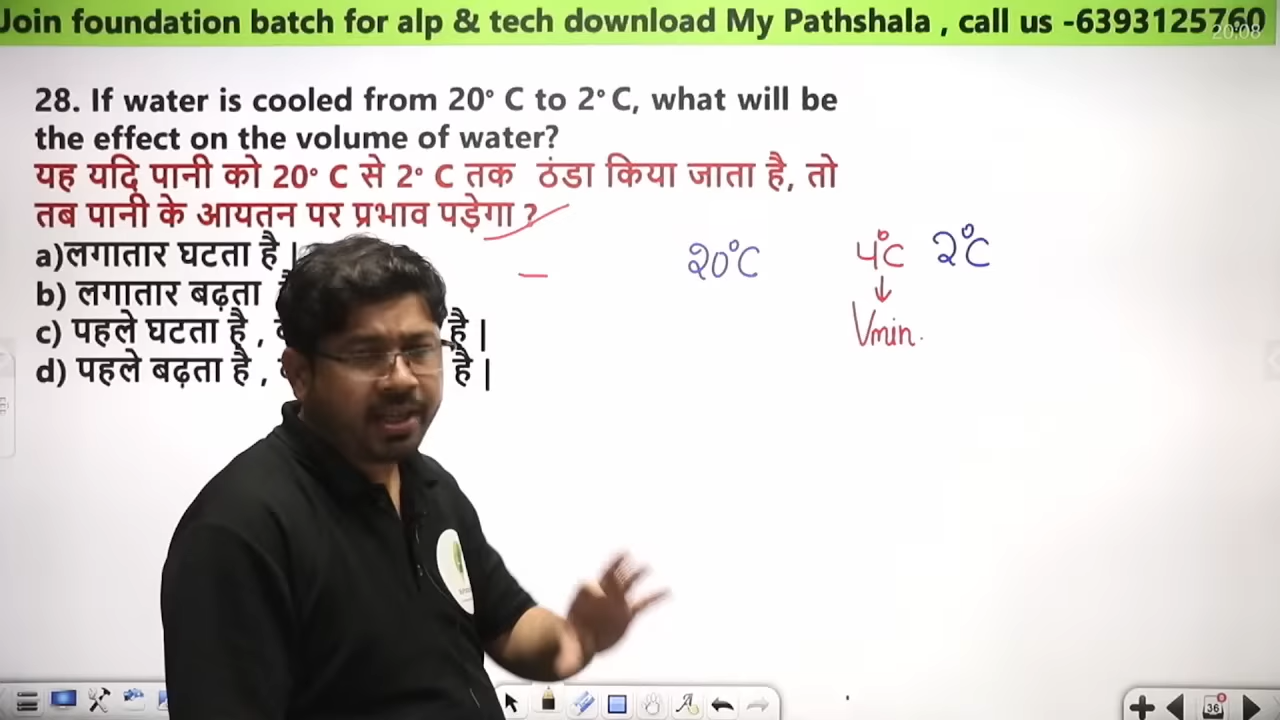 Join foundation batch for alp & tech download My Pathshala , call us -6393125760
20:08
28. If water is cooled from 20° C to 2° C, what will be
the effect on the volume of water?
यह यदि पानी को 20° C से 2° C तक ठंडा किया जाता है, तो
तब पानी के आयतन पर प्रभाव पड़ेगा ?
a)लगातार घटता है |
b) लगातार बढ़ता
c) पहले घटता है , है |
d) पहले बढ़ता है , है |
20°C 4°C 2°C
Vmin.
36